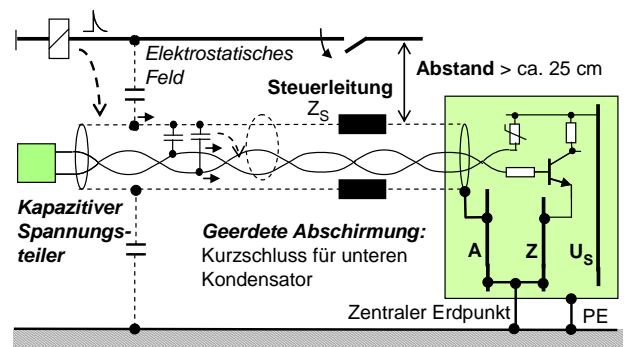 Elektrostatisches
Feld
Abstand > ca. 25 cm
Steuerleitung
Z_S
Kapazitiver
Spannungs-
teiler
Geerdete Abschirmung:
Kurzschluss für unteren
Kondensator
A Z U_S
Zentraler Erdpunkt
PE